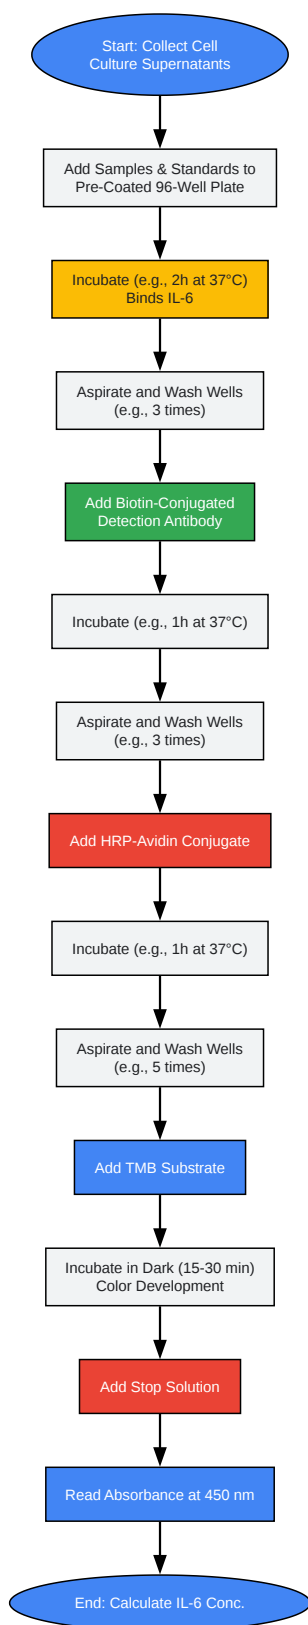 Start: Collect Cell
Culture Supernatants
Add Samples & Standards to
Pre-Coated 96-Well Plate
Incubate (e.g., 2h at 37°C)
Binds IL-6
Aspirate and Wash Wells
(e.g., 3 times)
Add Biotin-Conjugated
Detection Antibody
Incubate (e.g., 1h at 37°C)
Aspirate and Wash Wells
(e.g., 3 times)
Add HRP-Avidin Conjugate
Incubate (e.g., 1h at 37°C)
Aspirate and Wash Wells
(e.g., 5 times)
Add TMB Substrate
Incubate in Dark (15-30 min)
Color Development
Add Stop Solution
Read Absorbance at 450 nm
End: Calculate IL-6 Conc.